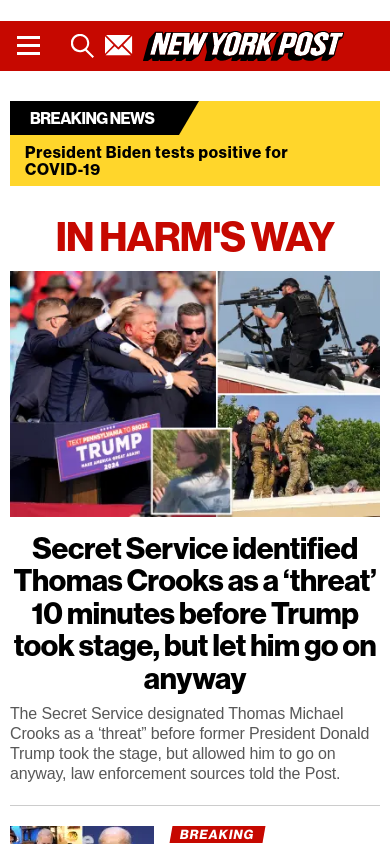 NEW YORK POST
BREAKING NEWS
President Biden tests positive for
COVID-19
IN HARM'S WAY
TEXT PENNSYLVANIA TO 88022
TRUMP
MAKE AMERICA GREAT AGAIN!
2024
Secret Service identified
Thomas Crooks as a ‘threat’
10 minutes before Trump
took stage, but let him go on
anyway
The Secret Service designated Thomas Michael
Crooks as a ‘threat” before former President Donald
Trump took the stage, but allowed him to go on
anyway, law enforcement sources told the Post.
BREAKING